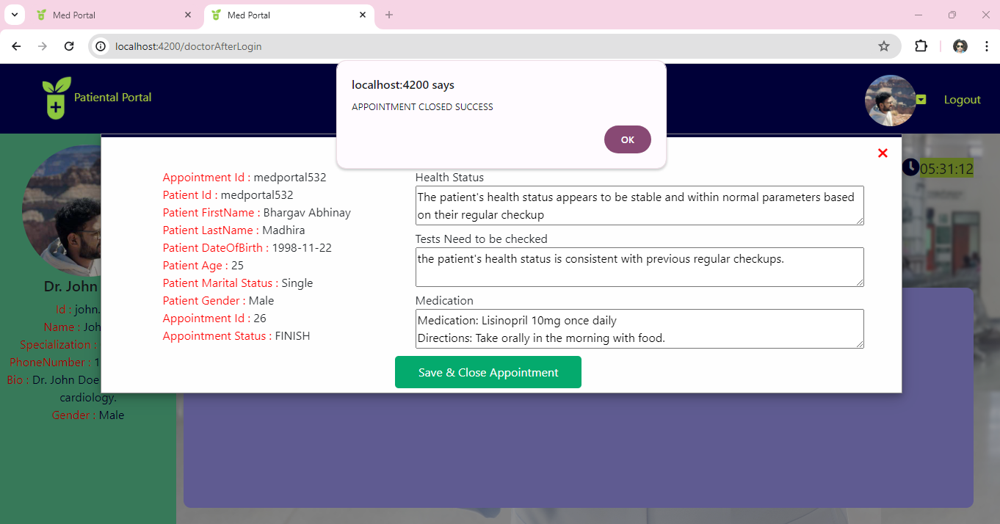 Med Portal
Med Portal
localhost:4200/doctorAfterLogin
Patiental Portal
Logout
localhost:4200 says
APPOINTMENT CLOSED SUCCESS
OK
05:31:12
Appointment Id : medportal532
Patient Id : medportal532
Patient FirstName : Bhargav Abhinay
Patient LastName : Madhira
Patient DateOfBirth : 1998-11-22
Patient Age : 25
Patient Marital Status : Single
Patient Gender : Male
Appointment Id : 26
Appointment Status : FINISH
Health Status
The patient's health status appears to be stable and within normal parameters based
on their regular checkup
Tests Need to be checked
the patient's health status is consistent with previous regular checkups.
Medication
Medication: Lisinopril 10mg once daily
Directions: Take orally in the morning with food.
Save & Close Appointment
Dr. John
Id : john.
Name : Joh
Specialization :
PhoneNumber : 1
Bio : Dr. John Doe
cardiology.
Gender : Male